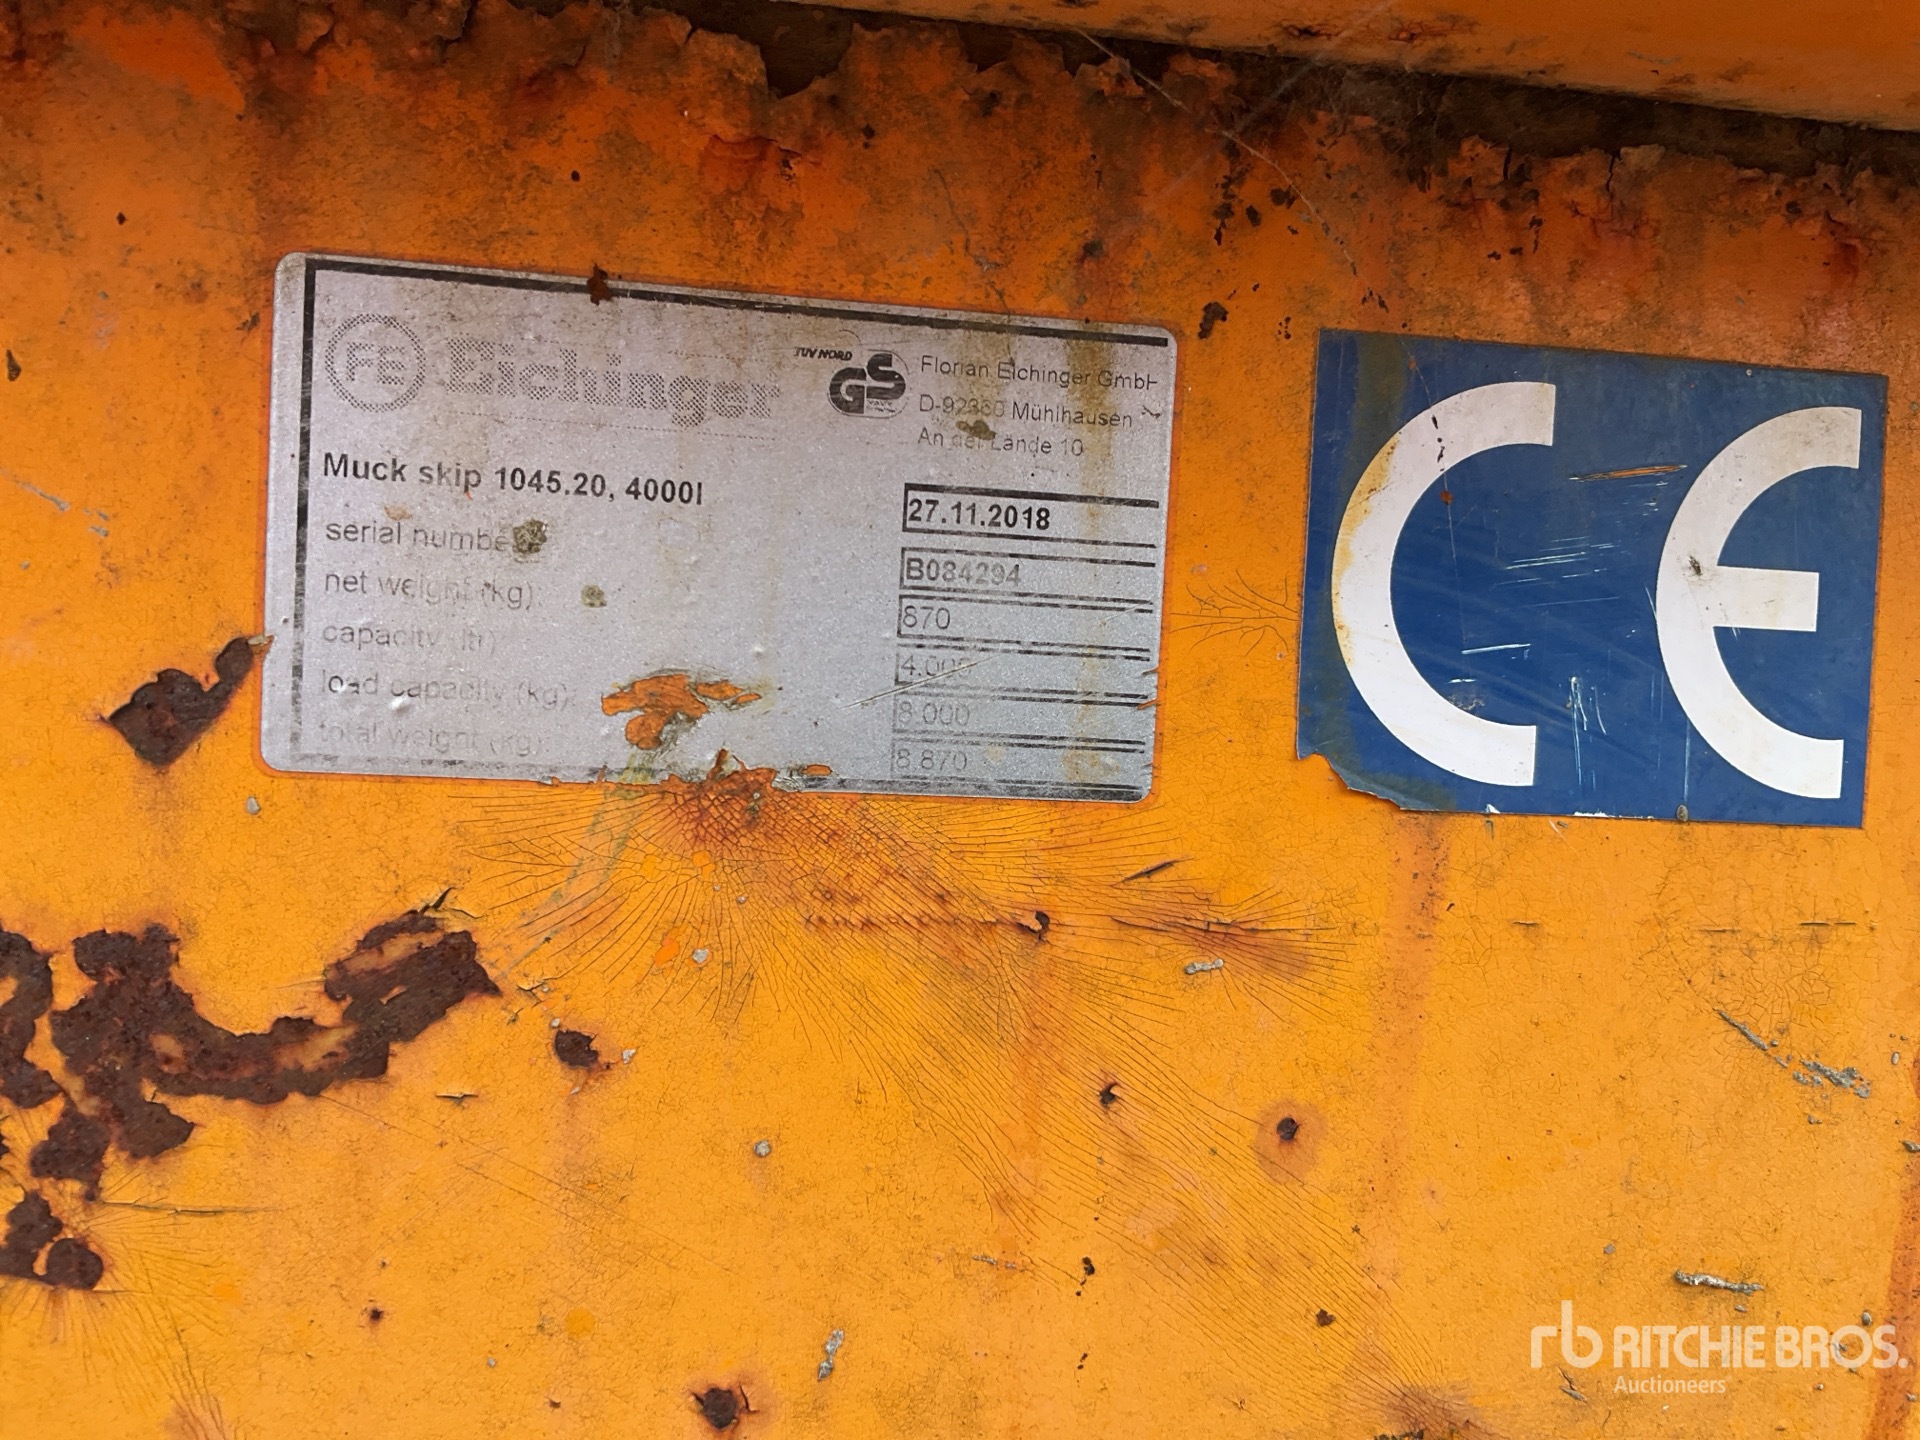 FE Eichinger
TUV NORD
GS
Florian Eichinger GmbH
D-92360 Mühlhausen
An der Lände 10
Muck skip 1045.20, 4000l
27.11.2018
serial number
B084294
net weight (kg):
870
capacity (ltr)
4.000
load capacity (kg):
8.000
total weight (kg):
8.870
CE
rb RITCHIE BROS.
Auctioneers